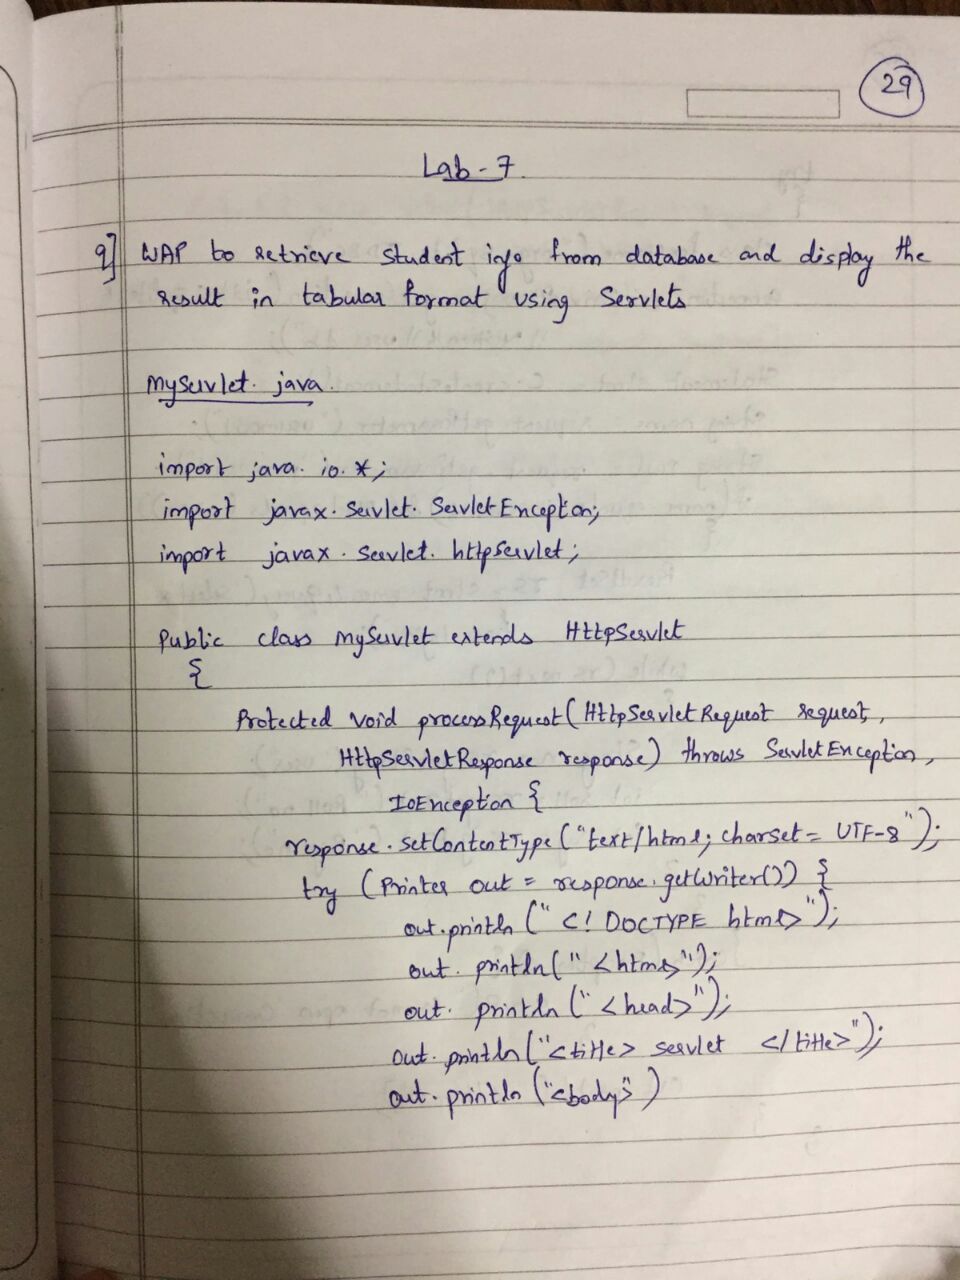 29
Lab - 7.
q] WAP to retrieve student info from database and display the
result in tabular format using Servlets
MyServlet. java.
import java. io. *;
import javax. Servlet. ServletException;
import javax. Servlet. httpServlet;
Public class MyServlet extends HttpServlet
{
Protected void processRequest(HttpServletRequest request,
HttpServletResponse response) throws ServletException,
IoException {
response. setContentType ("text/html; charset= UTF-8");
try (Printer out = response.getWriter()) {
out.println ("<! DOCTYPE html>");
out. println(" <html>");
out. println ("<head>");
out. println ("<title> servlet </title>");
out. println ("<body>")